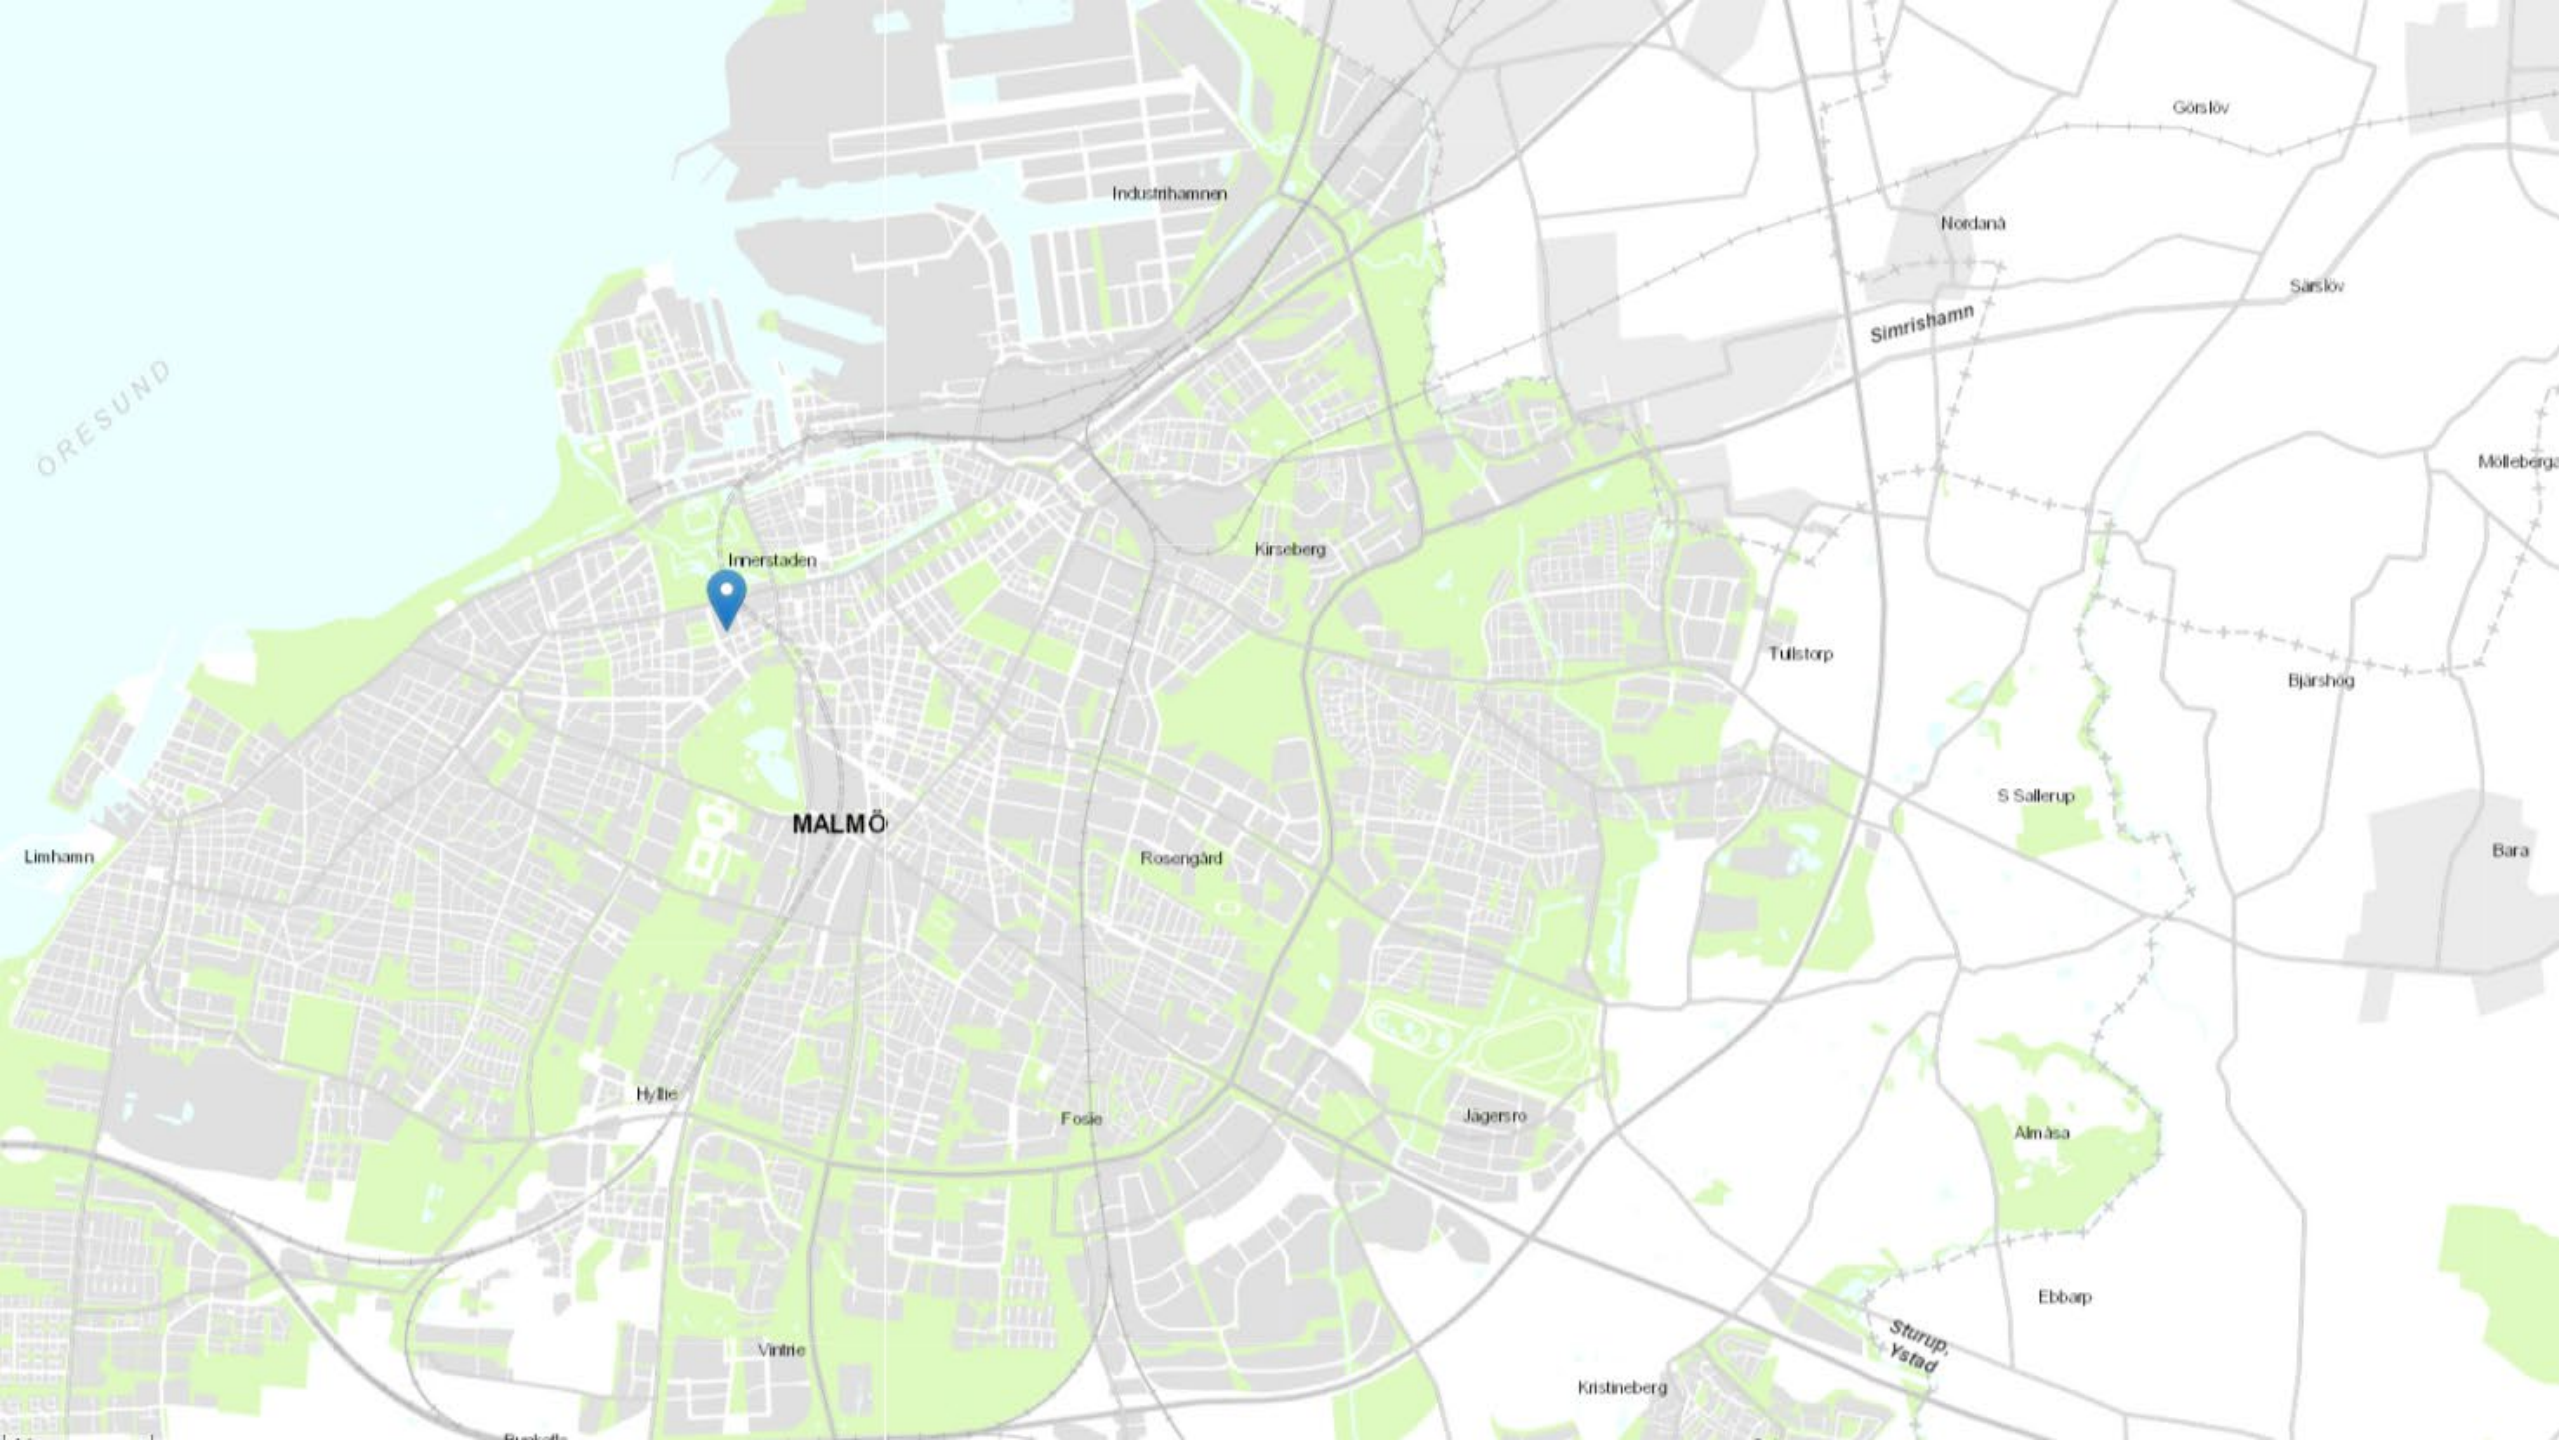 Görslöv
Industrihamnen
Nordanå
Särslöv
Simrishamn
ÖRESUND
Mölleberga
Kirseberg
Innerstaden
Tullstorp
Bjärshög
S Sallerup
MALMÖ
Limhamn
Rosengård
Bara
Hyllie
Fosie
Jägersro
Almåsa
Ebbarp
Sturup,
Ystad
Vintrie
Kristineberg